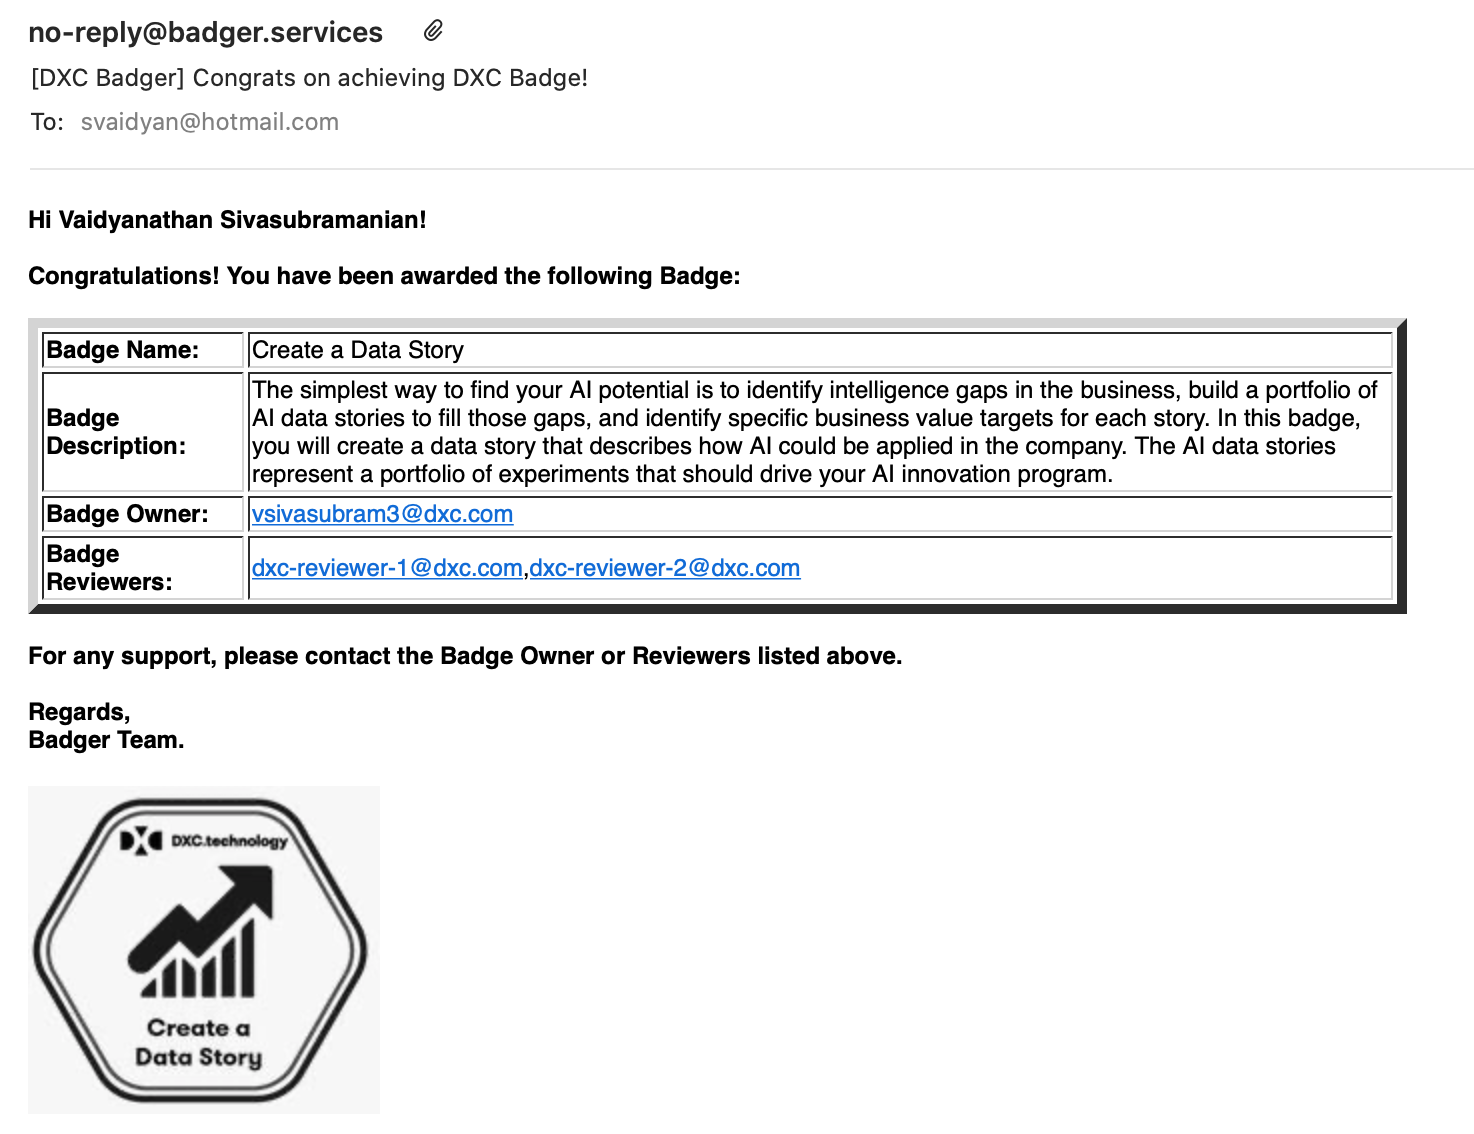 no-reply@badger.services
[DXC Badger] Congrats on achieving DXC Badge!
To: svaidyan@hotmail.com
Hi Vaidyanathan Sivasubramanian!
Congratulations! You have been awarded the following Badge:
Badge Name: Create a Data Story
Badge Description: The simplest way to find your AI potential is to identify intelligence gaps in the business, build a portfolio of
AI data stories to fill those gaps, and identify specific business value targets for each story. In this badge,
you will create a data story that describes how AI could be applied in the company. The AI data stories
represent a portfolio of experiments that should drive your AI innovation program.
Badge Owner: vsivasubram3@dxc.com
Badge Reviewers: dxc-reviewer-1@dxc.com,dxc-reviewer-2@dxc.com
For any support, please contact the Badge Owner or Reviewers listed above.
Regards,
Badger Team.
DXC DXC.technology
Create a
Data Story